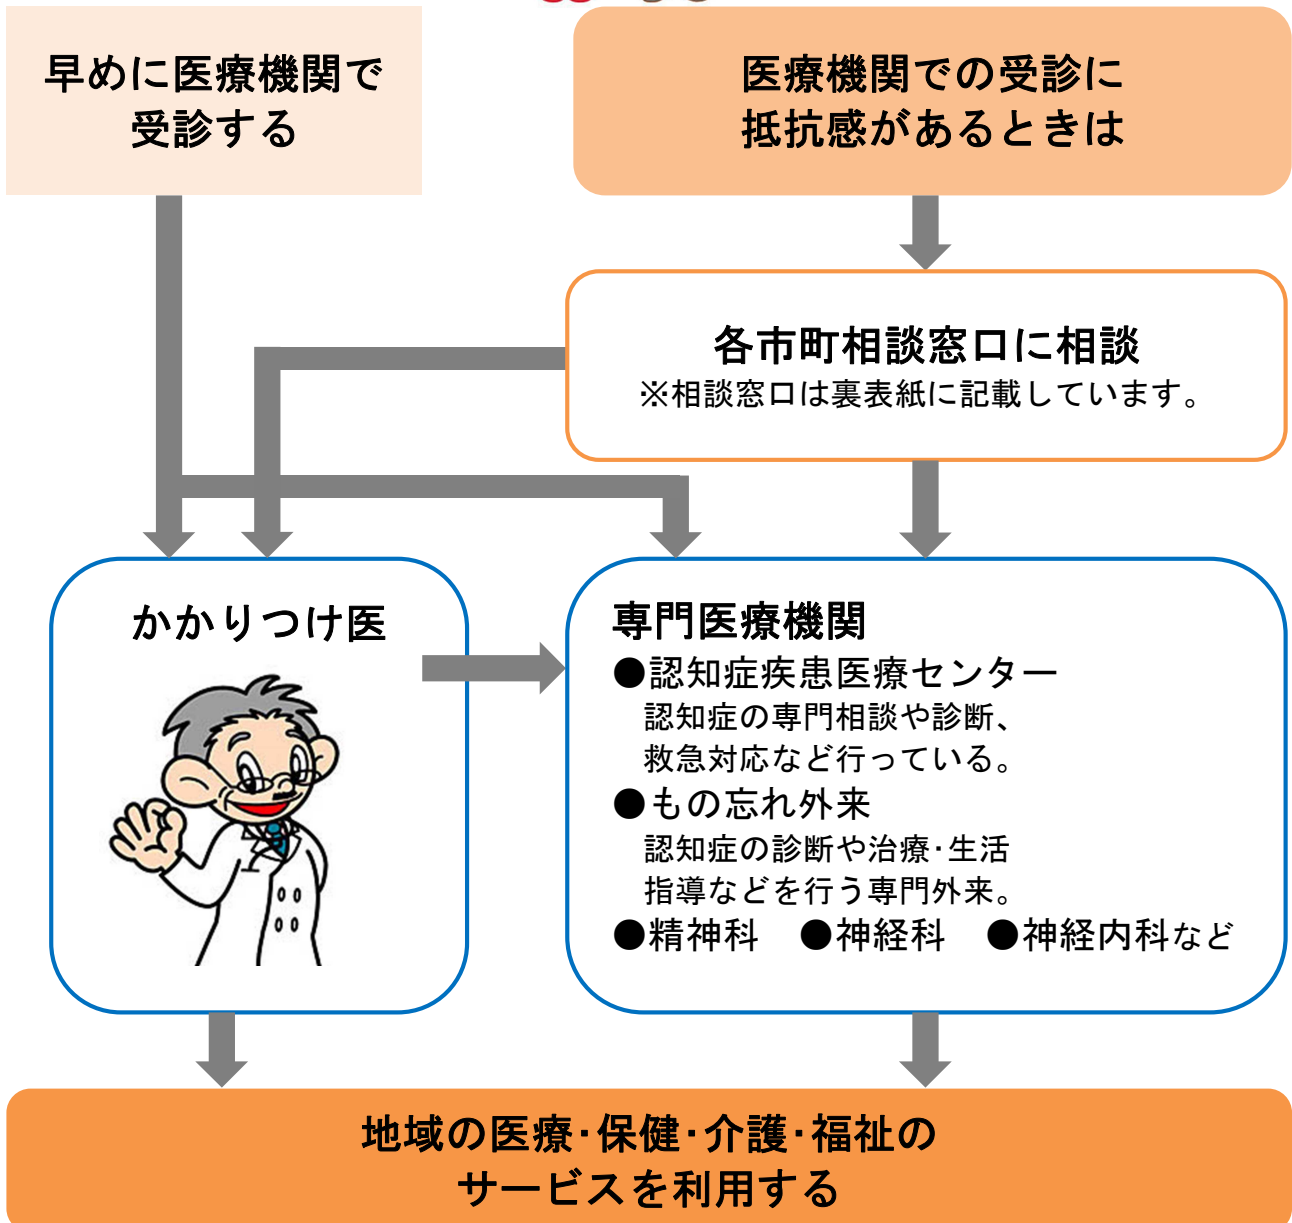 早めに医療機関で
受診する
医療機関での受診に
抵抗感があるときは
各市町相談窓口に相談
※相談窓口は裏表紙に記載しています。
かかりつけ医
専門医療機関
●認知症疾患医療センター
認知症の専門相談や診断、
救急対応など行っている。
●もの忘れ外来
認知症の診断や治療･生活
指導などを行う専門外来。
●精神科　●神経科　●神経内科など
地域の医療･保健･介護･福祉の
サービスを利用する